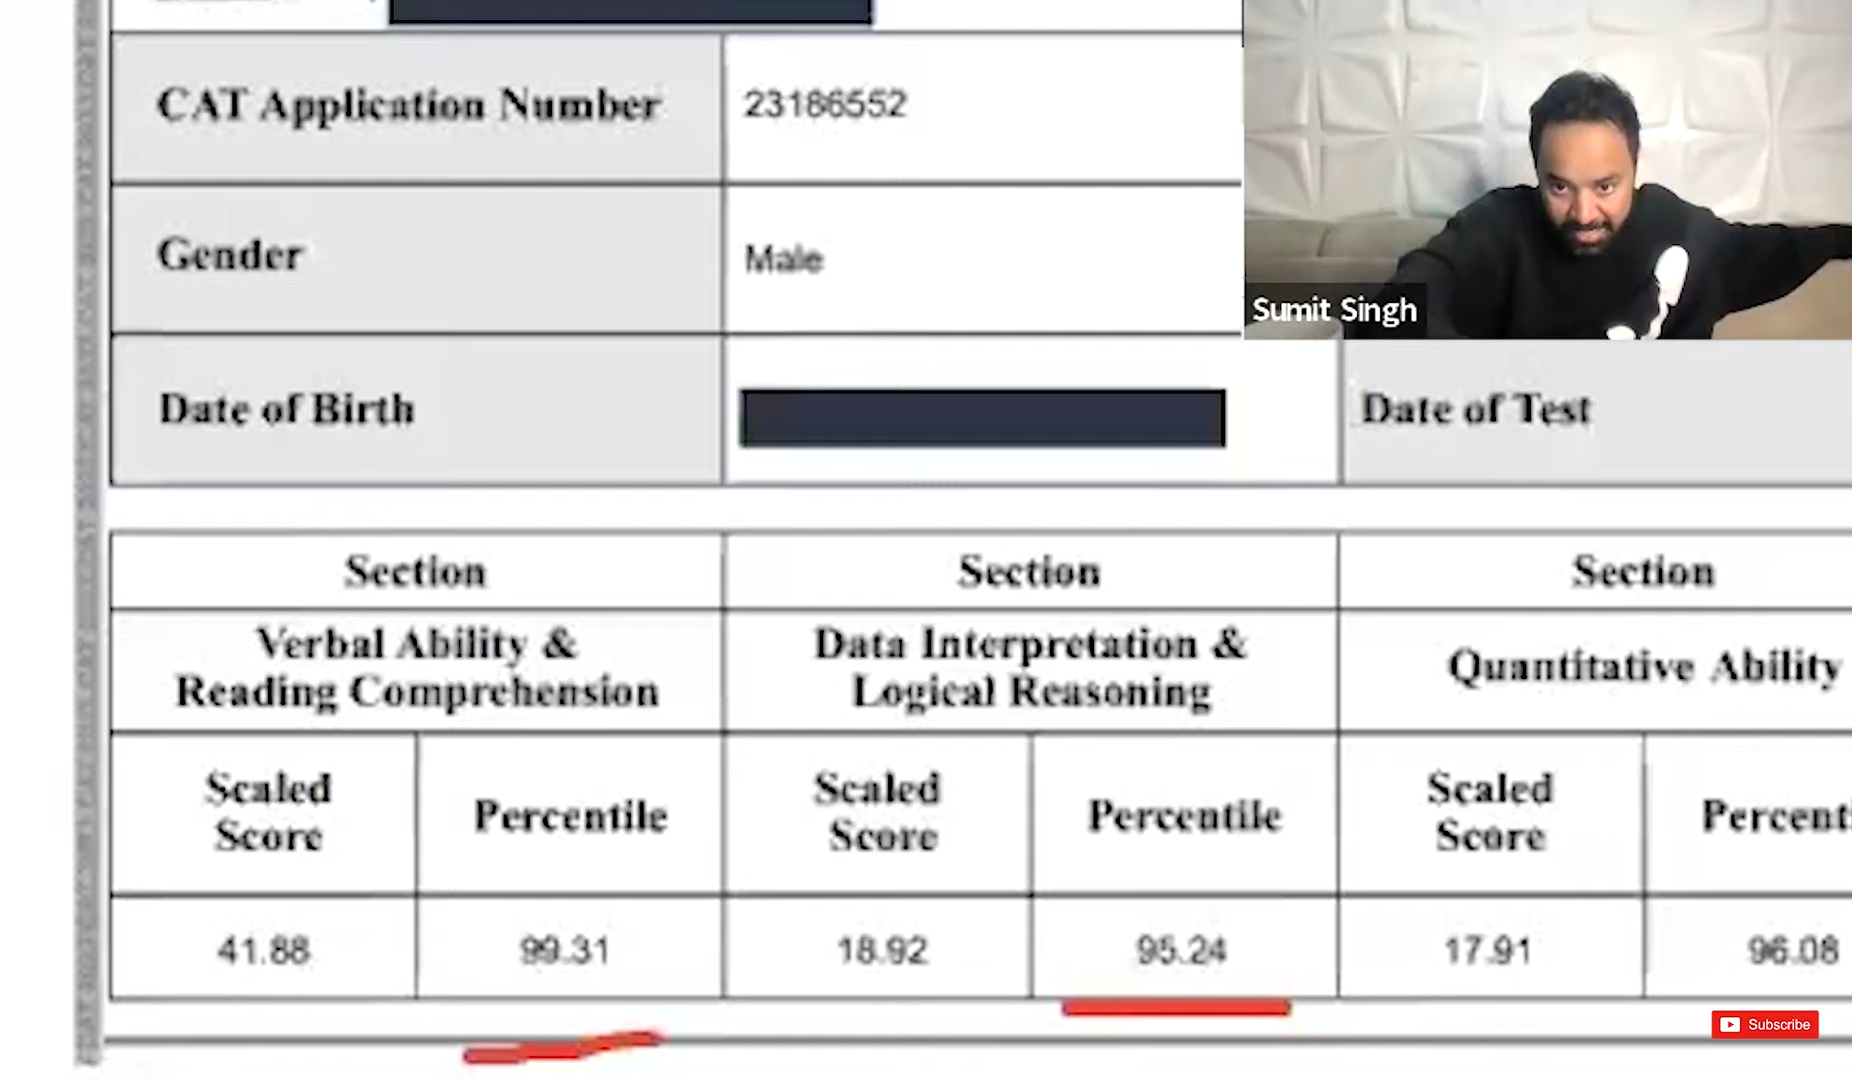 CAT Application Number
23186552
Gender
Male
Sumit Singh
Date of Birth
Date of Test
Section
Section
Section
Verbal Ability &
Reading Comprehension
Data Interpretation &
Logical Reasoning
Quantitative Ability
Scaled
Score
Percentile
Scaled
Score
Percentile
Scaled
Score
Percenti
41.88
99.31
18.92
95.24
17.91
96.08
Subscribe